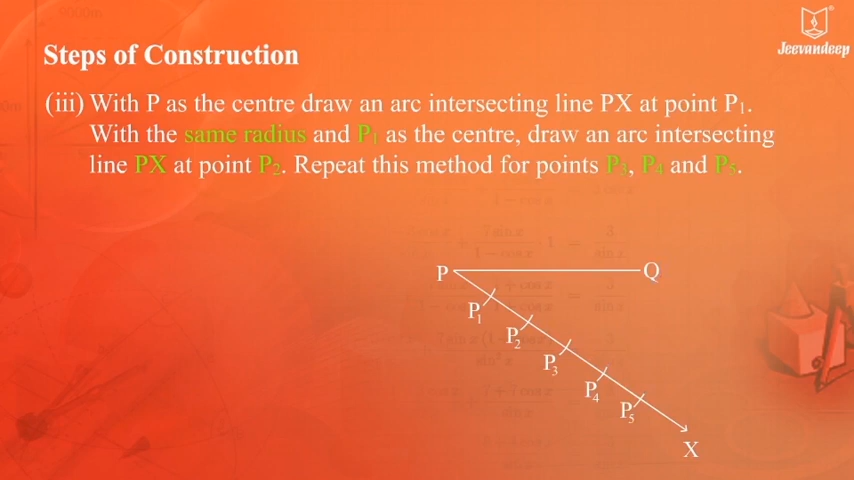 Jeevandeep
Steps of Construction
(iii) With P as the centre draw an arc intersecting line PX at point P₁.
With the same radius and P₁ as the centre, draw an arc intersecting
line PX at point P₂. Repeat this method for points P₃, P₄ and P₅.
P
Q
P₁
P₂
P₃
P₄
P₅
X